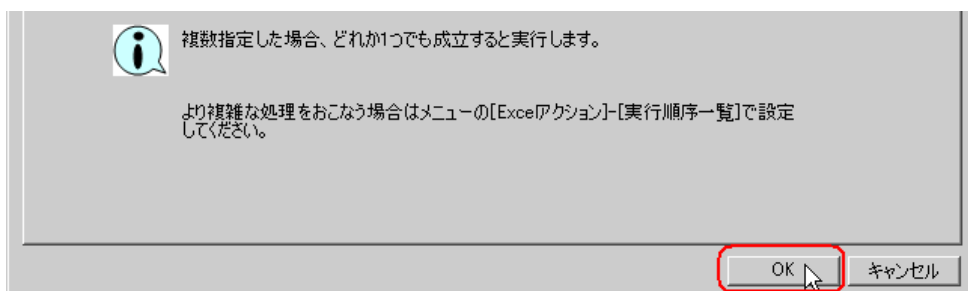 複数指定した場合、どれか1つでも成立すると実行します。
より複雑な処理をおこなう場合はメニューの[Excelアクション]-[実行順序一覧]で設定
してください。
OK
キャンセル